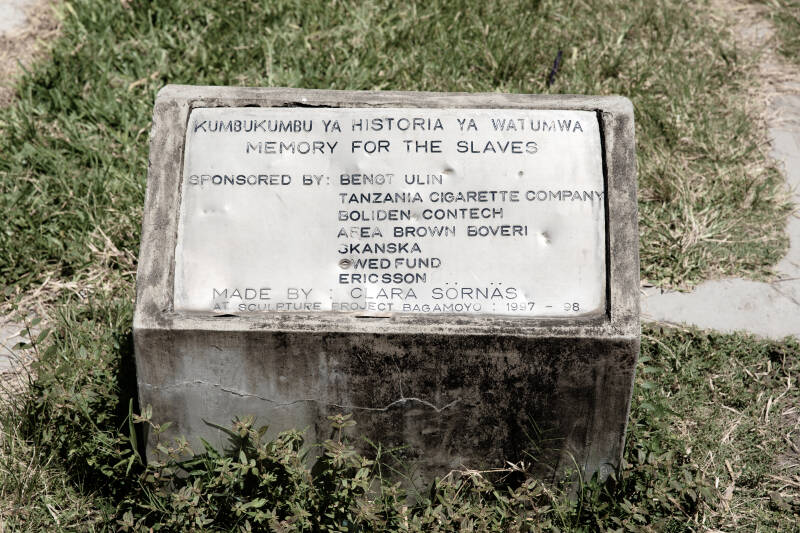 KUMBUKUMBU YA HISTORIA YA WATUMWA
MEMORY FOR THE SLAVES
SPONSORED BY: BENGT ULIN
TANZANIA CIGARETTE COMPANY
BOLIDEN CONTECH
ASEA BROWN BOVERI
SKANSKA
SWEDFUND
ERICSSON
MADE BY : CLARA SÖRNÄS
AT SCULPTURE PROJECT BAGAMOYO : 1997 - 98